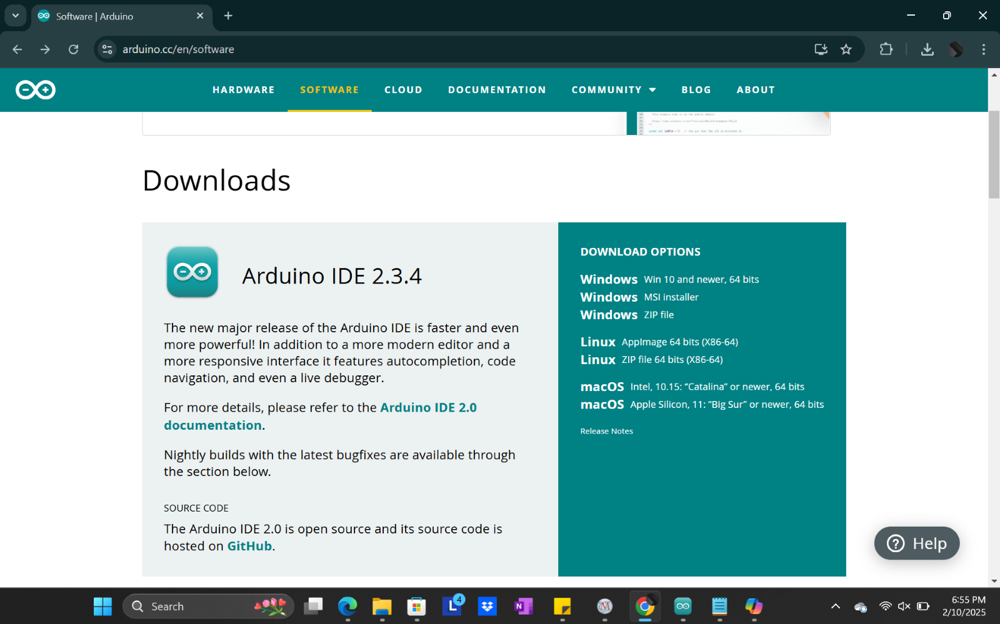 Software | Arduino
arduino.cc/en/software
HARDWARE SOFTWARE CLOUD DOCUMENTATION COMMUNITY BLOG ABOUT
Downloads
Arduino IDE 2.3.4
The new major release of the Arduino IDE is faster and even
more powerful! In addition to a more modern editor and a
more responsive interface it features autocompletion, code
navigation, and even a live debugger.
For more details, please refer to the Arduino IDE 2.0
documentation.
Nightly builds with the latest bugfixes are available through
the section below.
SOURCE CODE
The Arduino IDE 2.0 is open source and its source code is
hosted on GitHub.
DOWNLOAD OPTIONS
Windows Win 10 and newer, 64 bits
Windows MSI installer
Windows ZIP file
Linux AppImage 64 bits (X86-64)
Linux ZIP file 64 bits (X86-64)
macOS Intel, 10.15: “Catalina” or newer, 64 bits
macOS Apple Silicon, 11: “Big Sur” or newer, 64 bits
Release Notes
Help
Search
L 4
N
M
6:55 PM
2/10/2025